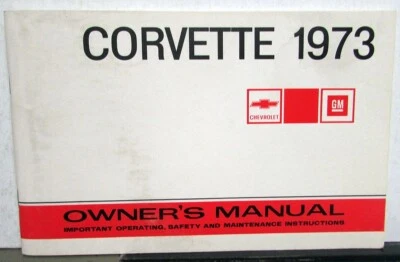 CORVETTE 1973
CHEVROLET
GM
OWNER'S MANUAL
IMPORTANT OPERATING, SAFETY AND MAINTENANCE INSTRUCTIONS